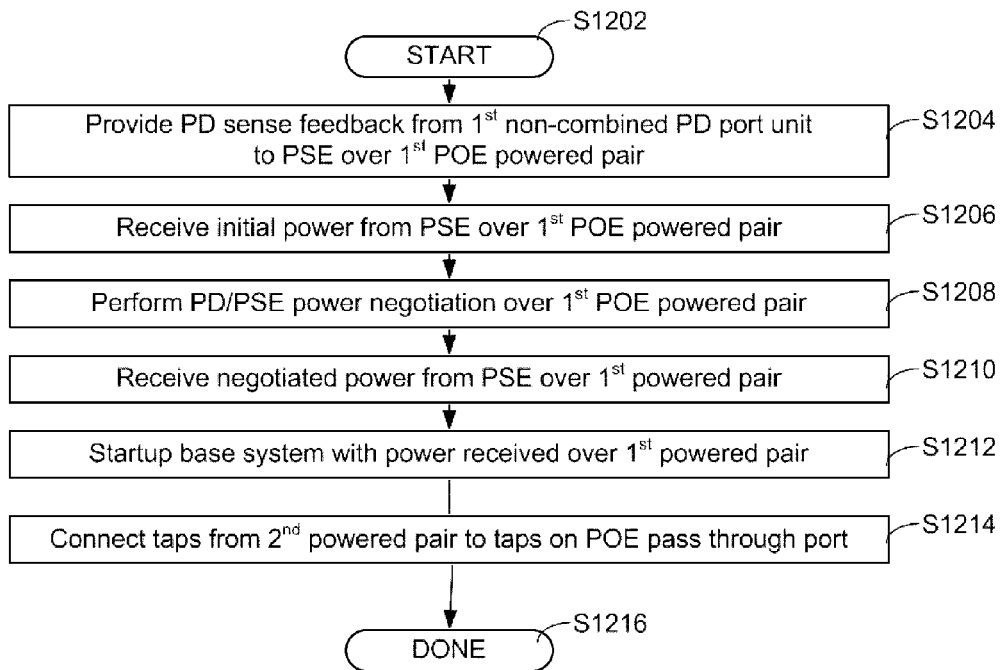 S1202
START
Provide PD sense feedback from 1st non-combined PD port unit
to PSE over 1st POE powered pair
S1204
Receive initial power from PSE over 1st POE powered pair
S1206
Perform PD/PSE power negotiation over 1st POE powered pair
S1208
Receive negotiated power from PSE over 1st powered pair
S1210
Startup base system with power received over 1st powered pair
S1212
Connect taps from 2nd powered pair to taps on POE pass through port
S1214
S1216
DONE